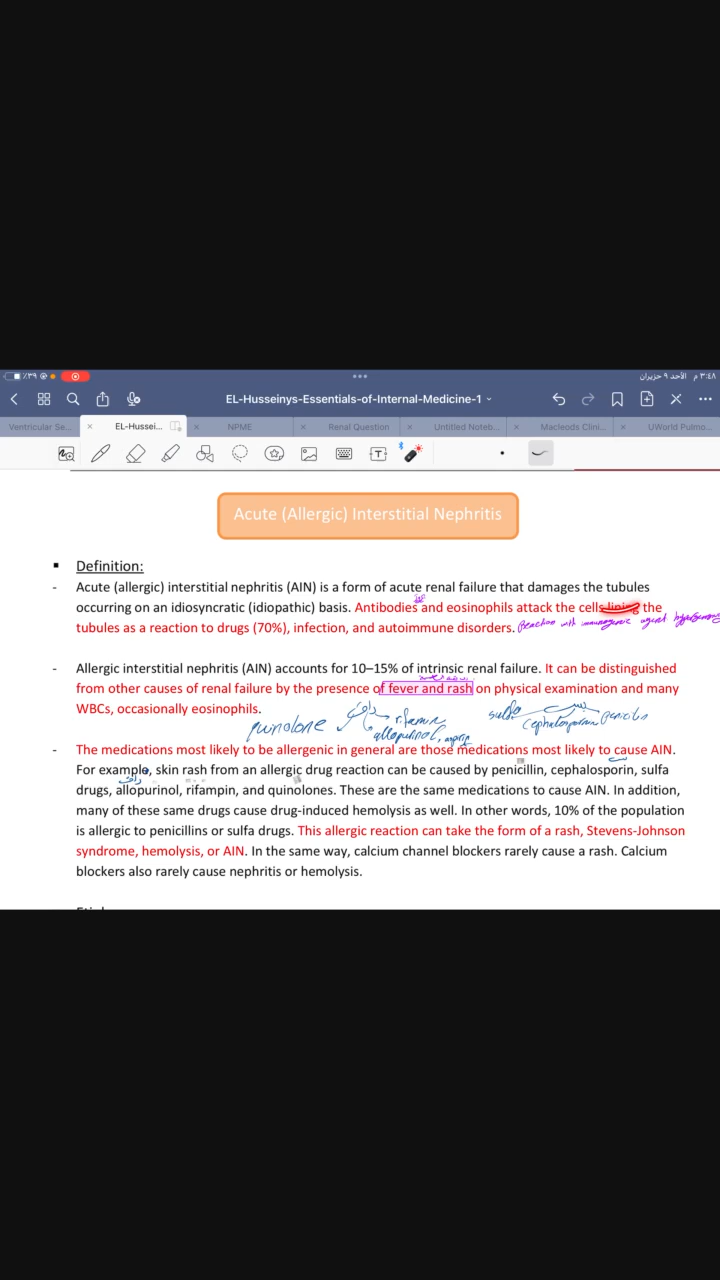 ٪٣٩
٣:٤٨ م الأحد ٩ حزيران
EL-Husseinys-Essentials-of-Internal-Medicine-1
Ventricular Se...
EL-Hussei...
NPME
Renal Question
Untitled Noteb...
Macleods Clini...
UWorld Pulmo...
Acute (Allergic) Interstitial Nephritis
▪ Definition:
- Acute (allergic) interstitial nephritis (AIN) is a form of acute renal failure that damages the tubules
occurring on an idiosyncratic (idiopathic) basis. Antibodies and eosinophils attack the cells lining the
tubules as a reaction to drugs (70%), infection, and autoimmune disorders.
Reaction with immunogenic agent
- Allergic interstitial nephritis (AIN) accounts for 10–15% of intrinsic renal failure. It can be distinguished
from other causes of renal failure by the presence of fever and rash on physical examination and many
WBCs, occasionally eosinophils.
quinolone
allopurinol,
sulfa
cephalosporin
- The medications most likely to be allergenic in general are those medications most likely to cause AIN.
For example, skin rash from an allergic drug reaction can be caused by penicillin, cephalosporin, sulfa
drugs, allopurinol, rifampin, and quinolones. These are the same medications to cause AIN. In addition,
many of these same drugs cause drug-induced hemolysis as well. In other words, 10% of the population
is allergic to penicillins or sulfa drugs. This allergic reaction can take the form of a rash, Stevens-Johnson
syndrome, hemolysis, or AIN. In the same way, calcium channel blockers rarely cause a rash. Calcium
blockers also rarely cause nephritis or hemolysis.